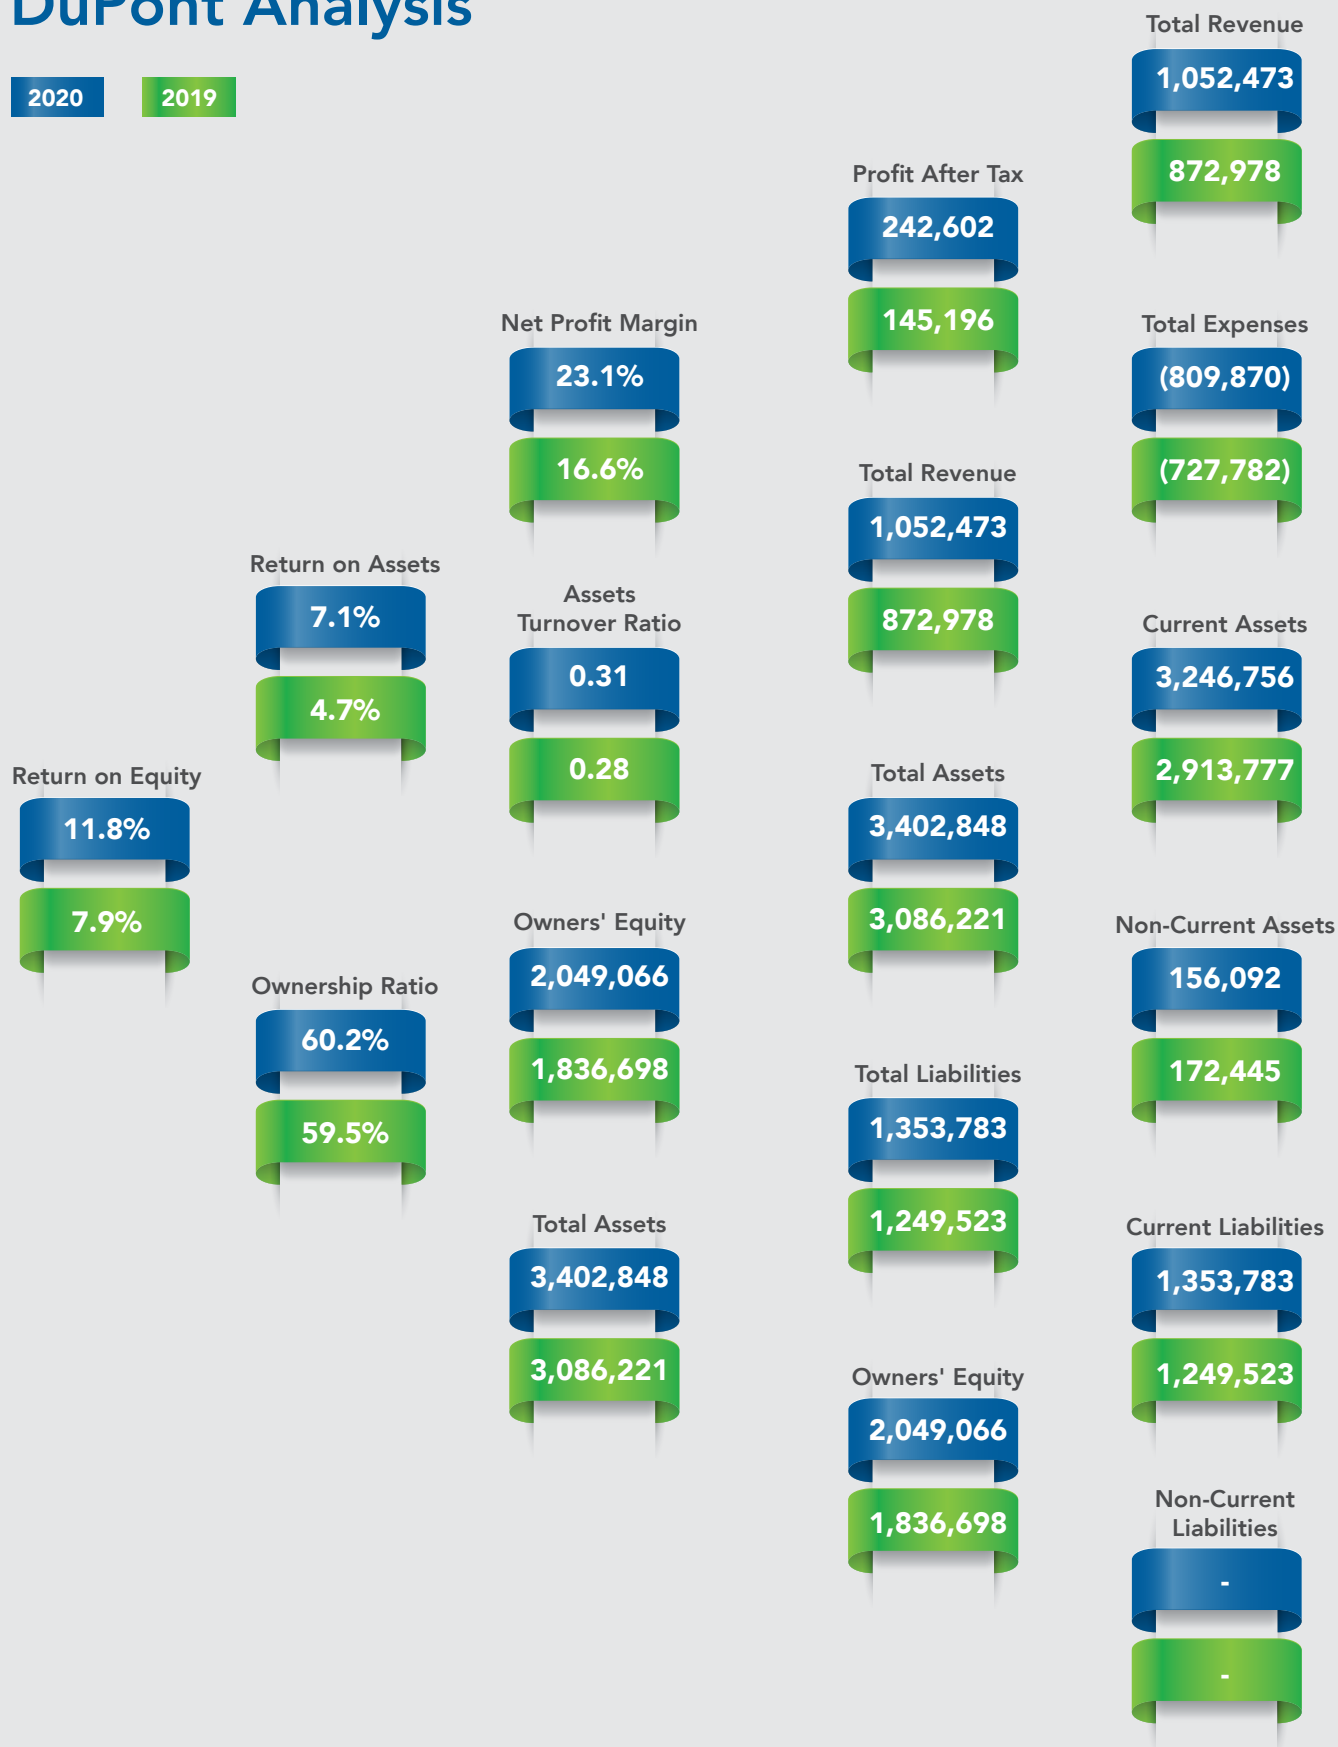 DuPont Analysis
2020
2019
Total Revenue
1,052,473
872,978
Profit After Tax
242,602
145,196
Net Profit Margin
23.1%
16.6%
Total Expenses
(809,870)
(727,782)
Total Revenue
1,052,473
872,978
Return on Assets
7.1%
4.7%
Assets
Turnover Ratio
0.31
0.28
Current Assets
3,246,756
2,913,777
Return on Equity
11.8%
7.9%
Total Assets
3,402,848
3,086,221
Owners' Equity
2,049,066
1,836,698
Non-Current Assets
156,092
172,445
Ownership Ratio
60.2%
59.5%
Total Liabilities
1,353,783
1,249,523
Total Assets
3,402,848
3,086,221
Current Liabilities
1,353,783
1,249,523
Owners' Equity
2,049,066
1,836,698
Non-Current
Liabilities
-
-